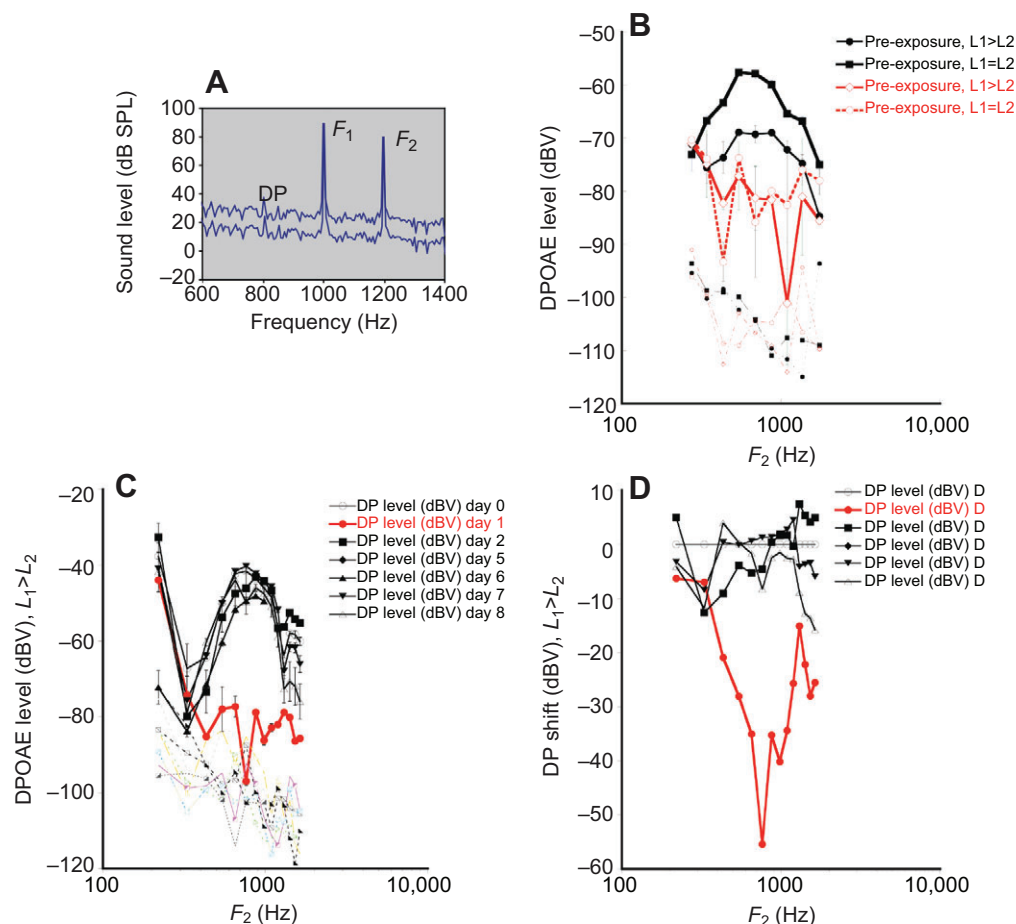 A
Sound level (dB SPL)
100
80
60
40
20
0
–20
F1
F2
DP
600
800
1000
1200
1400
Frequency (Hz)
B
DPOAE level (dBV)
–50
–60
–70
–80
–90
–100
–110
–120
100
1000
10,000
F2 (Hz)
Pre-exposure, L1>L2
Pre-exposure, L1=L2
Pre-exposure, L1>L2
Pre-exposure, L1=L2
C
DPOAE level (dBV), L1>L2
–20
–40
–60
–80
–100
–120
100
1000
10,000
F2 (Hz)
DP level (dBV) day 0
DP level (dBV) day 1
DP level (dBV) day 2
DP level (dBV) day 5
DP level (dBV) day 6
DP level (dBV) day 7
DP level (dBV) day 8
D
DP shift (dBV), L1>L2
10
0
–10
–20
–30
–40
–50
–60
100
1000
10,000
F2 (Hz)
DP level (dBV) D
DP level (dBV) D
DP level (dBV) D
DP level (dBV) D
DP level (dBV) D
DP level (dBV) D